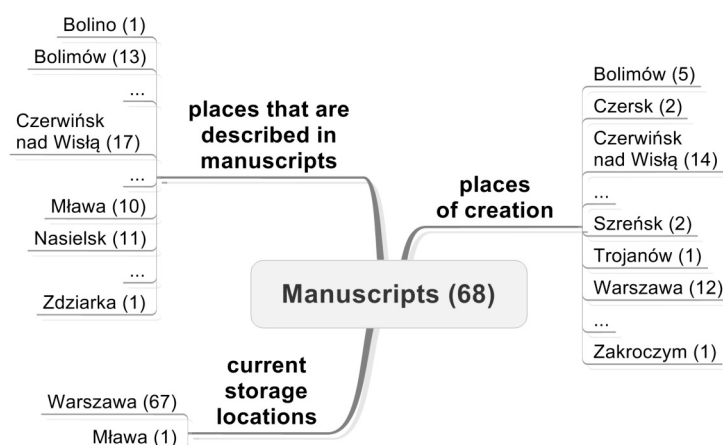 Bolino (1)
Bolimów (13)
...
Czerwińsk
nad Wisłą (17)
...
Mława (10)
Nasielsk (11)
...
Zdziarka (1)
places that are
described in
manuscripts
places
of creation
Bolimów (5)
Czersk (2)
Czerwińsk
nad Wisłą (14)
...
Szreńsk (2)
Trojanów (1)
Warszawa (12)
...
Zakroczym (1)
Manuscripts (68)
current
storage
locations
Warszawa (67)
Mława (1)